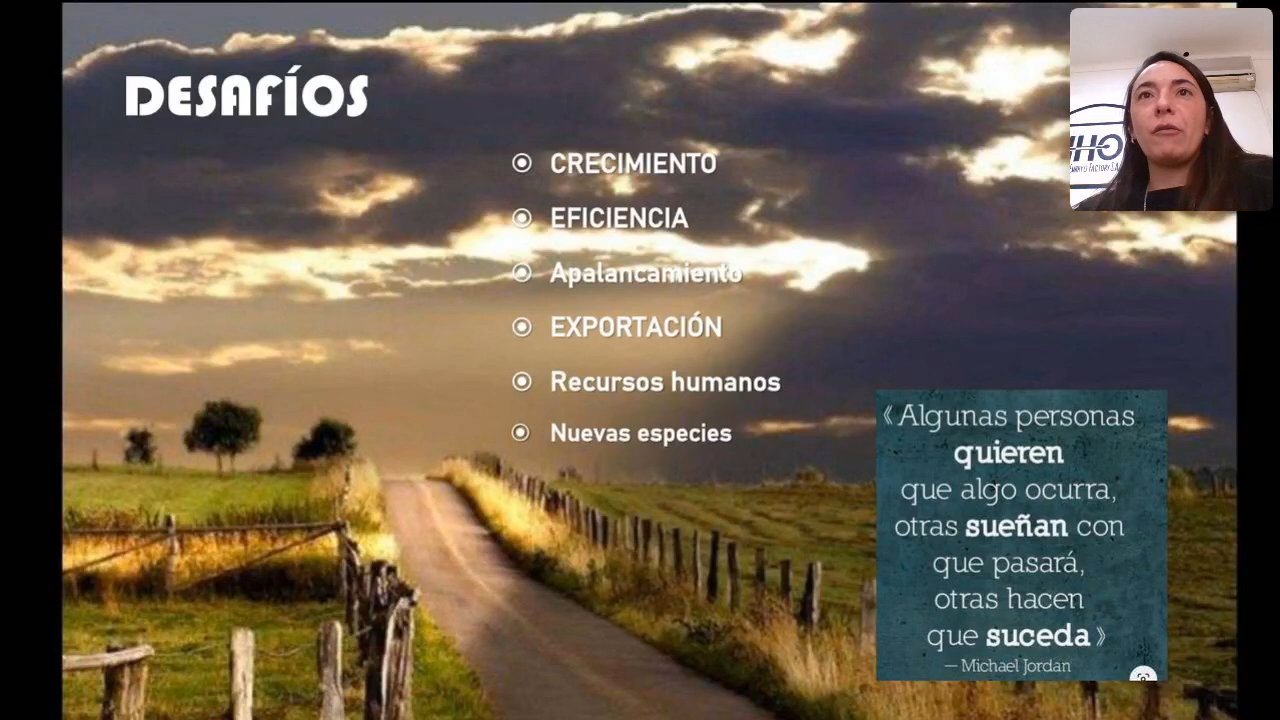 DESAFÍOS
CRECIMIENTO
EFICIENCIA
Apalancamiento
EXPORTACIÓN
Recursos humanos
Nuevas especies
《Algunas personas
quieren
que algo ocurra,
otras sueñan con
que pasará,
otras hacen
que suceda》
— Michael Jordan